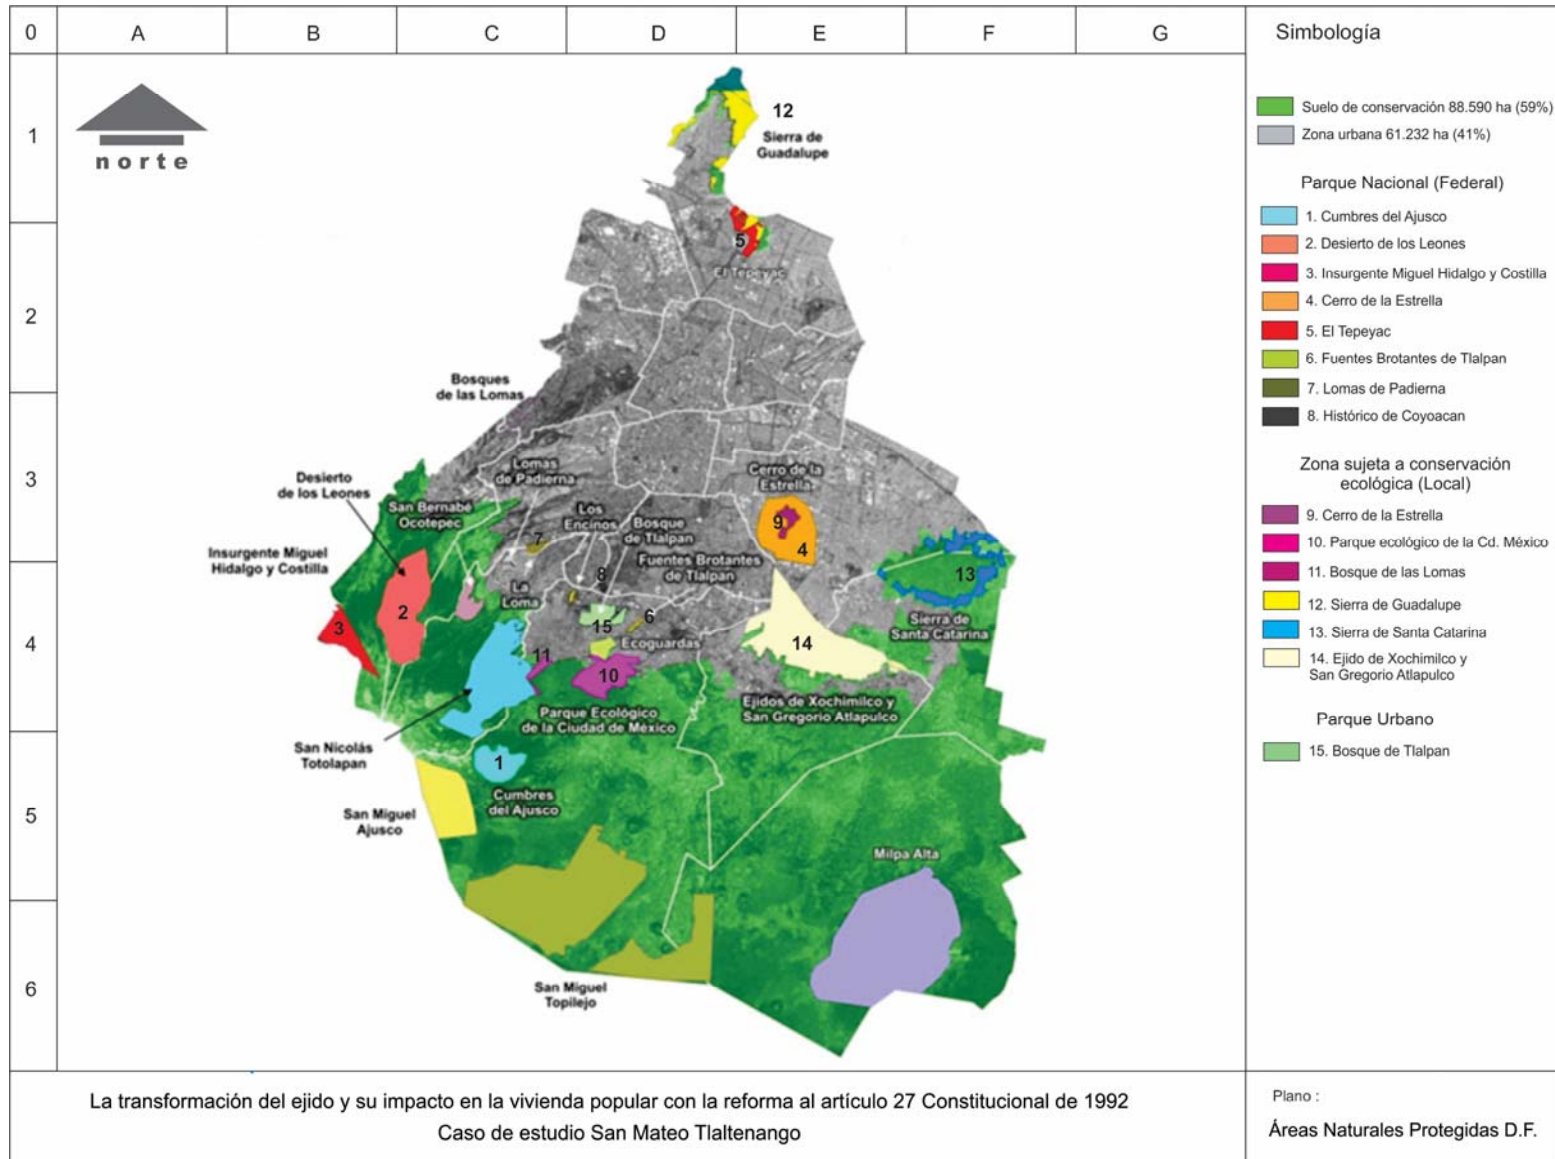 0
A
B
C
D
E
F
G
1
2
3
4
5
6
norte
12
Sierra de
Guadalupe
5
El Tepeyac
Bosques
de las Lomas
Lomas
de Padierna
Cerro de la
Estrella
Desierto
de los Leones
San Bernabé
Ocotepec
Los
Encinos
Bosque
de Tlalpan
9
4
7
Insurgente Miguel
Hidalgo y Costilla
Fuentes Brotantes
de Tlalpan
8
La
Loma
13
2
3
15
6
Sierra de
Santa Catarina
Ecoguardas
14
11
10
Parque Ecológico
de la Ciudad de México
Ejidos de Xochimilco y
San Gregorio Atlapulco
San Nicolás
Totolapan
1
Cumbres
del Ajusco
San Miguel
Ajusco
Milpa Alta
San Miguel
Topilejo
Simbología
Suelo de conservación 88.590 ha (59%)
Zona urbana 61.232 ha (41%)
Parque Nacional (Federal)
1. Cumbres del Ajusco
2. Desierto de los Leones
3. Insurgente Miguel Hidalgo y Costilla
4. Cerro de la Estrella
5. El Tepeyac
6. Fuentes Brotantes de Tlalpan
7. Lomas de Padierna
8. Histórico de Coyoacan
Zona sujeta a conservación
ecológica (Local)
9. Cerro de la Estrella
10. Parque ecológico de la Cd. México
11. Bosque de las Lomas
12. Sierra de Guadalupe
13. Sierra de Santa Catarina
14. Ejido de Xochimilco y
San Gregorio Atlapulco
Parque Urbano
15. Bosque de Tlalpan
La transformación del ejido y su impacto en la vivienda popular con la reforma al artículo 27 Constitucional de 1992
Caso de estudio San Mateo Tlaltenango
Plano :
Áreas Naturales Protegidas D.F.